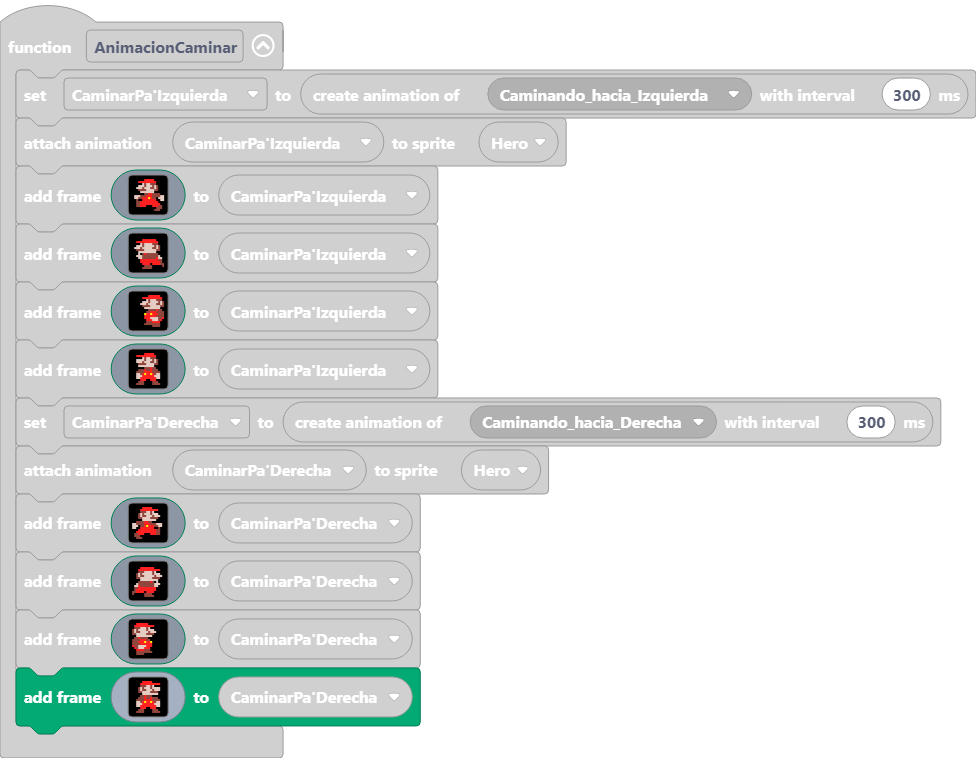 function AnimacionCaminar
set CaminarPa'Izquierda to create animation of Caminando_hacia_Izquierda with interval 300 ms
attach animation CaminarPa'Izquierda to sprite Hero
add frame to CaminarPa'Izquierda
add frame to CaminarPa'Izquierda
add frame to CaminarPa'Izquierda
add frame to CaminarPa'Izquierda
set CaminarPa'Derecha to create animation of Caminando_hacia_Derecha with interval 300 ms
attach animation CaminarPa'Derecha to sprite Hero
add frame to CaminarPa'Derecha
add frame to CaminarPa'Derecha
add frame to CaminarPa'Derecha
add frame to CaminarPa'Derecha